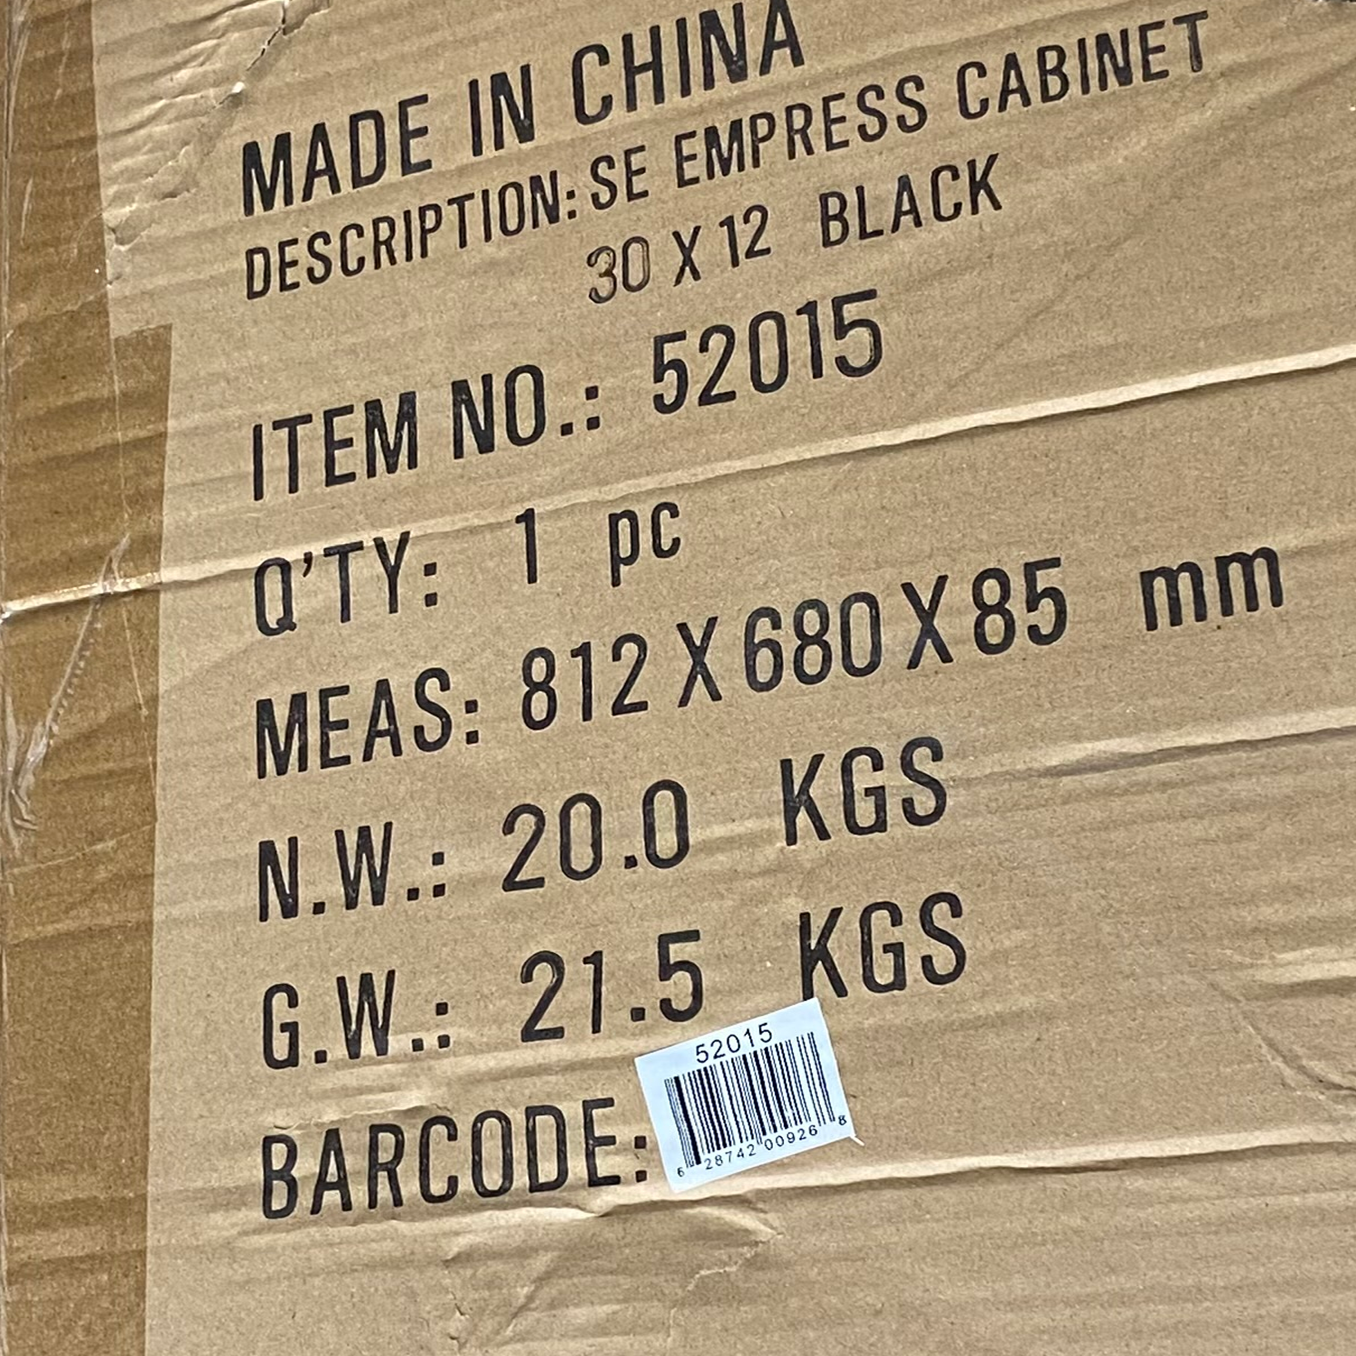 MADE IN CHINA
DESCRIPTION: SE EMPRESS CABINET
30 X 12 BLACK
ITEM NO.: 52015
Q'TY: 1 pc
MEAS: 812 X 680 X 85 mm
N.W.: 20.0 KGS
G.W.: 21.5 KGS
52015
BARCODE:
6 28742 00926 8